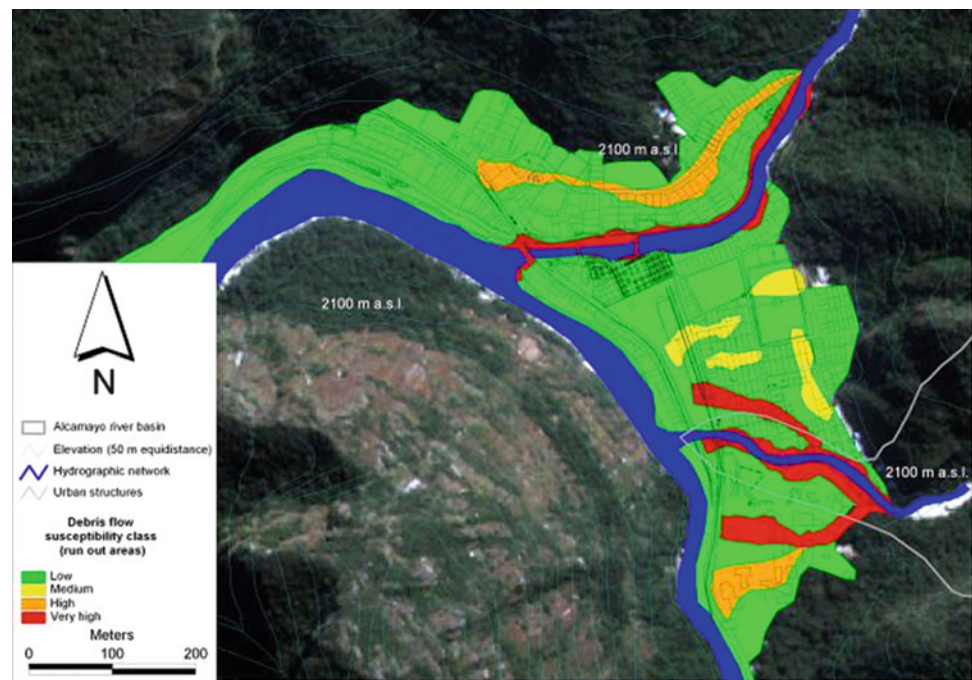 2100 m a.s.l
2100 m a.s.l.
2100 m a.s.l.
N
Alcamayo river basin
Elevation (50 m equidistance)
Hydrographic network
Urban structures
Debris flow
susceptibility class
(run out areas)
Low
Medium
High
Very high
Meters
0 100 200